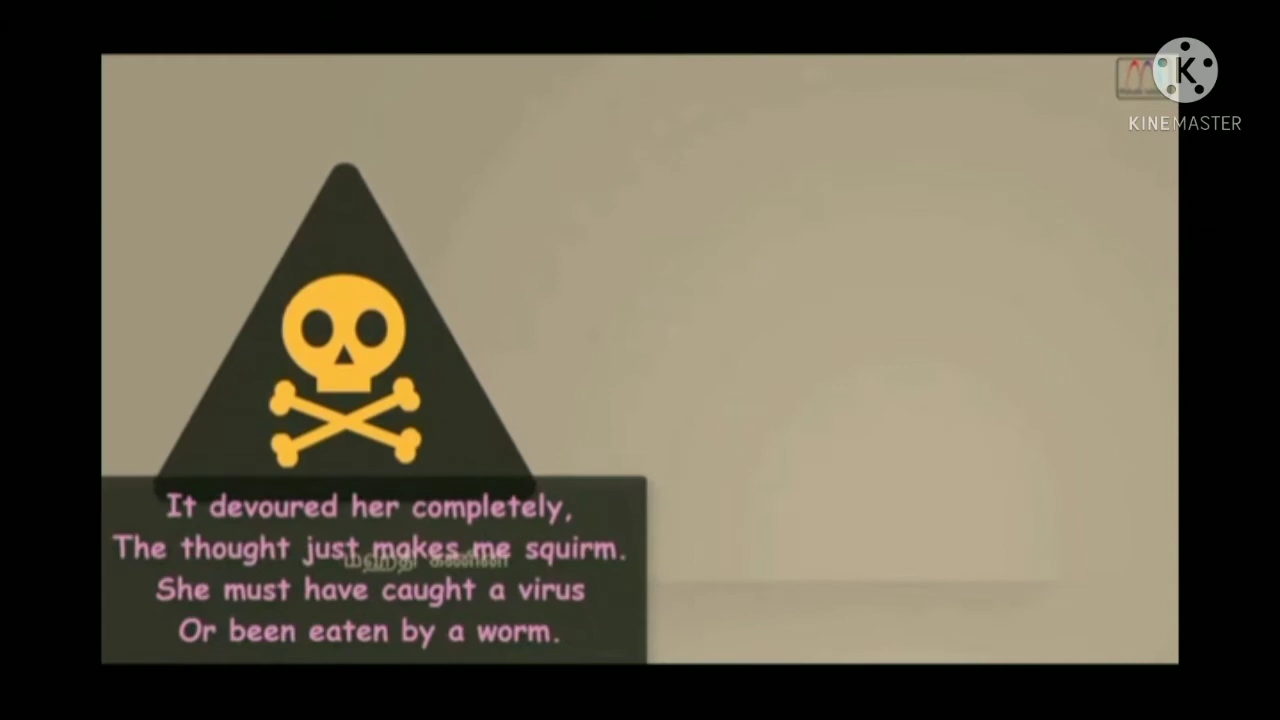 KINEMASTER
It devoured her completely,
The thought just makes me squirm.
She must have caught a virus
Or been eaten by a worm.